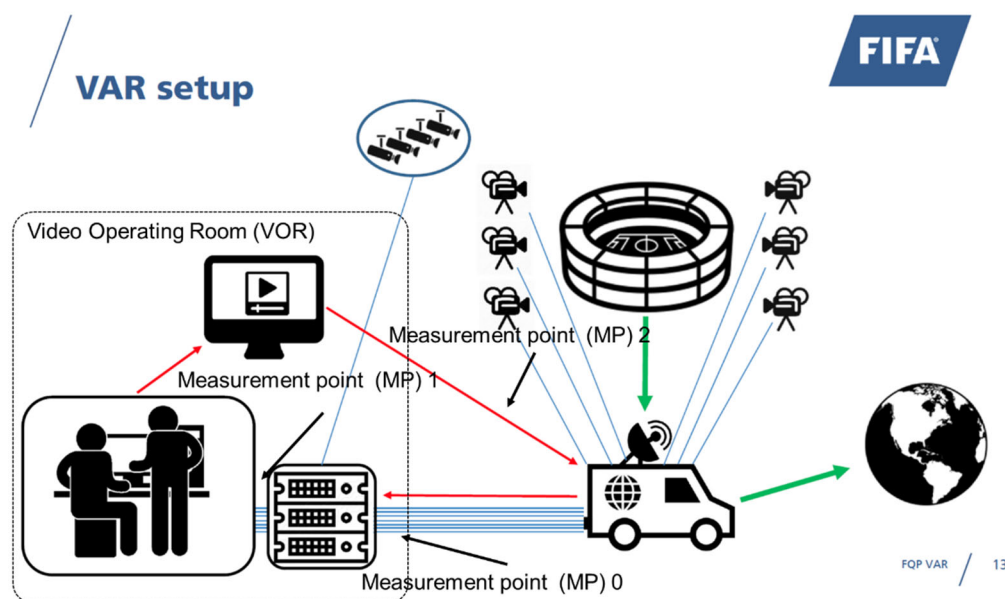 FIFA®
VAR setup
Video Operating Room (VOR)
Measurement point  (MP) 2
Measurement point  (MP) 1
Measurement point  (MP) 0
FQP VAR / 13